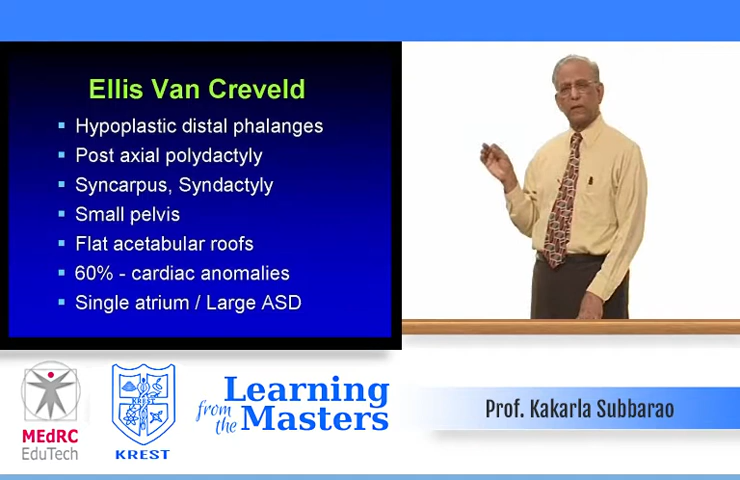 Ellis Van Creveld
Hypoplastic distal phalanges
Post axial polydactyly
Syncarpus, Syndactyly
Small pelvis
Flat acetabular roofs
60% - cardiac anomalies
Single atrium / Large ASD
MEdRC
EduTech
KREST
KREST
Learning
from the
Masters
Prof. Kakarla Subbarao